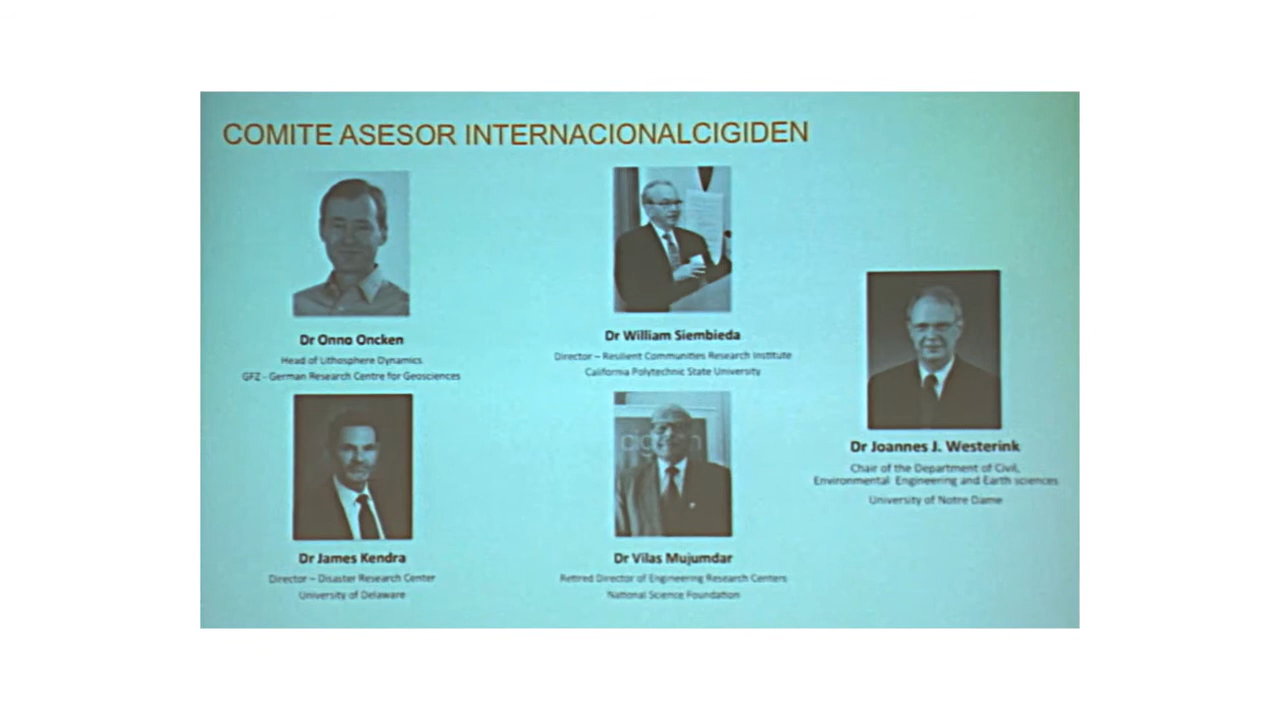 COMITE ASESOR INTERNACIONALCIGIDEN
Dr Onno Oncken
Head of Lithosphere Dynamics
GFZ - German Research Centre for Geosciences
Dr William Siembieda
Director – Resilient Communities Research Institute
California Polytechnic State University
Dr James Kendra
Director – Disaster Research Center
University of Delaware
Dr Vilas Mujumdar
Retired Director of Engineering Research Centers
National Science Foundation
Dr Joannes J. Westerink
Chair of the Department of Civil,
Environmental Engineering and Earth sciences
University of Notre Dame